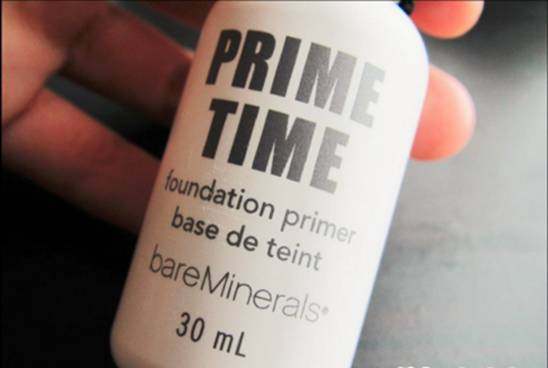 PRIME
TIME
foundation primer
base de teint
bareMinerals®
30 mL